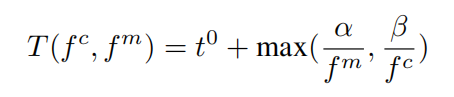 T(f^c, f^m) = t^0 + max(α/f^m, β/f^c)